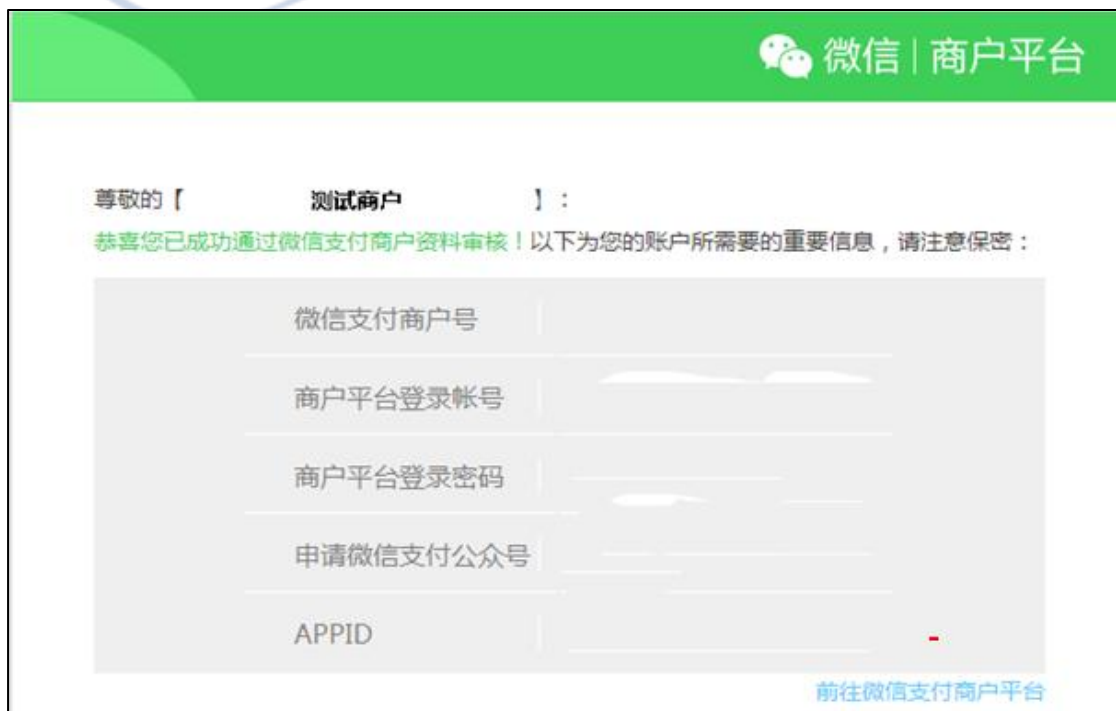 微信|商户平台
尊敬的【 测试商户 】:
恭喜您已成功通过微信支付商户资料审核!以下为您的账户所需要的重要信息,请注意保密:
微信支付商户号
商户平台登录帐号
商户平台登录密码
申请微信支付公众号
APPID
前往微信支付商户平台